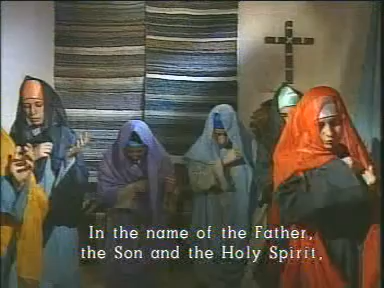 In the name of the Father,
the Son and the Holy Spirit,